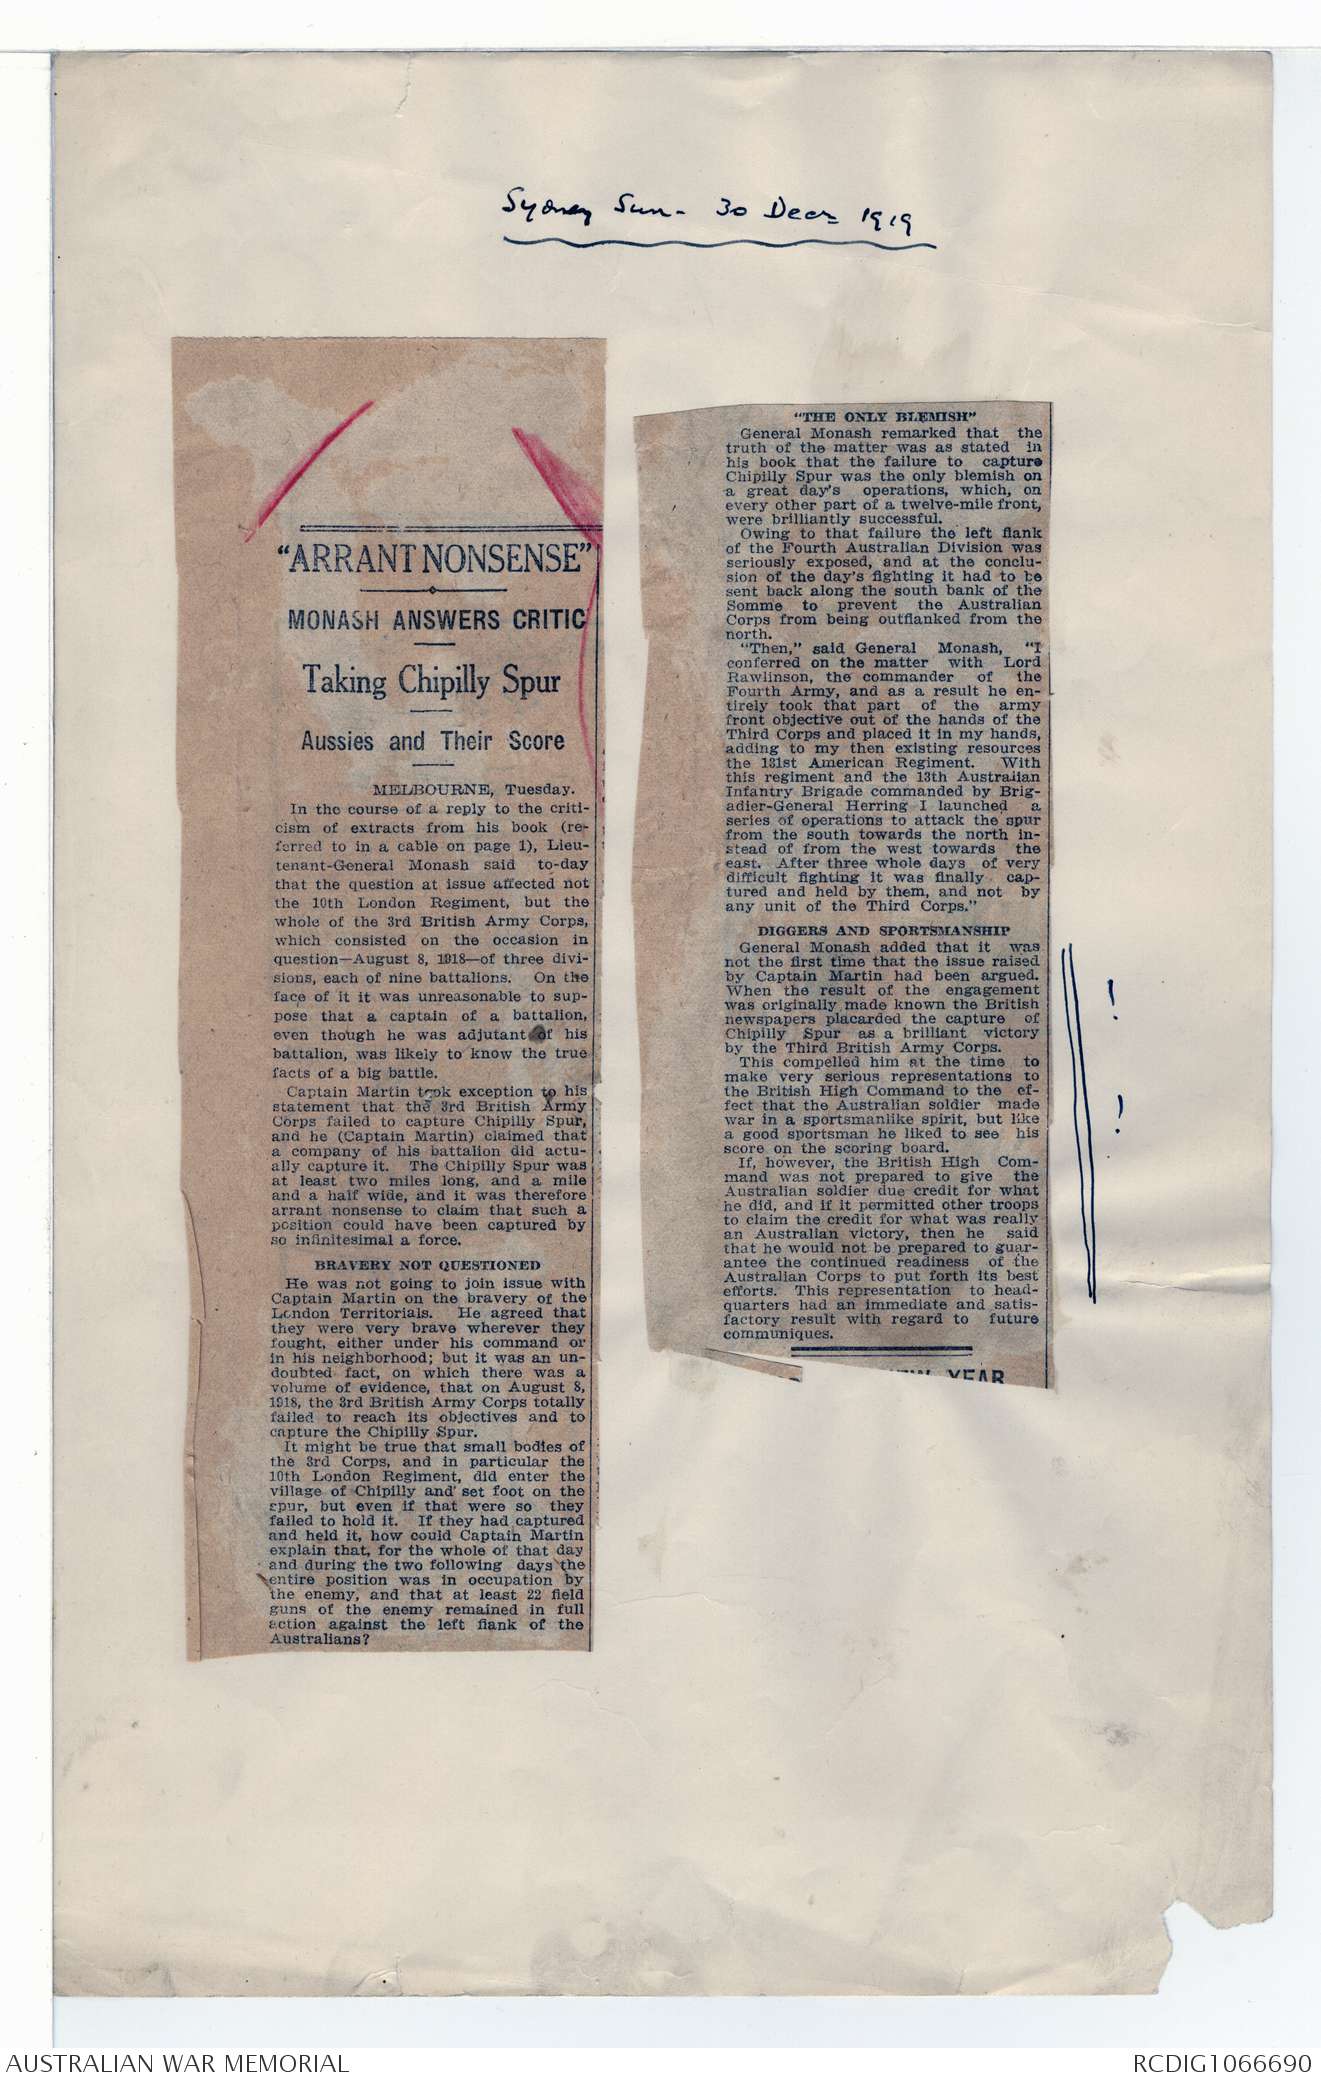 Sydney Sun - 30 Decr 1919
"ARRANT NONSENSE"
MONASH ANSWERS CRITIC
Taking Chipilly Spur
Aussies and Their Score
MELBOURNE, Tuesday.
In the course of a reply to the criti-
cism of extracts from his book (re-
ferred to in a cable on page 1), Lieu-
tenant-General Monash said to-day
that the question at issue affected not
the 10th London Regiment, but the
whole of the 3rd British Army Corps,
which consisted on the occasion in
question—August 8, 1918—of three divi-
sions, each of nine battalions. On the
face of it it was unreasonable to sup-
pose that a captain of a battalion,
even though he was adjutant of his
battalion, was likely to know the true
facts of a big battle.
Captain Martin took exception to his
statement that the 3rd British Army
Corps failed to capture Chipilly Spur,
and he (Captain Martin) claimed that
a company of his battalion did actu-
ally capture it. The Chipilly Spur was
at least two miles long, and a mile
and a half wide, and it was therefore
arrant nonsense to claim that such a
position could have been captured by
so infinitesimal a force.
BRAVERY NOT QUESTIONED
He was not going to join issue with
Captain Martin on the bravery of the
London Territorials. He agreed that
they were very brave wherever they
fought, either under his command or
in his neighborhood; but it was an un-
doubted fact, on which there was a
volume of evidence, that on August 8,
1918, the 3rd British Army Corps totally
failed to reach its objectives and to
capture the Chipilly Spur.
It might be true that small bodies of
the 3rd Corps, and in particular the
10th London Regiment, did enter the
village of Chipilly and set foot on the
spur, but even if that were so they
failed to hold it. If they had captured
and held it, how could Captain Martin
explain that, for the whole of that day
and during the two following days the
entire position was in occupation by
the enemy, and that at least 22 field
guns of the enemy remained in full
action against the left flank of the
Australians?
"THE ONLY BLEMISH"
General Monash remarked that the
truth of the matter was as stated in
his book that the failure to capture
Chipilly Spur was the only blemish on
a great day's operations, which, on
every other part of a twelve-mile front,
were brilliantly successful.
Owing to that failure the left flank
of the Fourth Australian Division was
seriously exposed, and at the conclu-
sion of the day's fighting it had to be
sent back along the south bank of the
Somme to prevent the Australian
Corps from being outflanked from the
north.
"Then," said General Monash, "I
conferred on the matter with Lord
Rawlinson, the commander of the
Fourth Army, and as a result he en-
tirely took that part of the army
front objective out of the hands of the
Third Corps and placed it in my hands,
adding to my then existing resources
the 131st American Regiment. With
this regiment and the 13th Australian
Infantry Brigade commanded by Brig-
adier-General Herring I launched a
series of operations to attack the spur
from the south towards the north in-
stead of from the west towards the
east. After three whole days of very
difficult fighting it was finally cap-
tured and held by them, and not by
any unit of the Third Corps."
DIGGERS AND SPORTSMANSHIP
General Monash added that it was
not the first time that the issue raised
by Captain Martin had been argued.
When the result of the engagement
was originally made known the British
newspapers placarded the capture of
Chipilly Spur as a brilliant victory
by the Third British Army Corps.
This compelled him at the time to
make very serious representations to
the British High Command to the ef-
fect that the Australian soldier made
war in a sportsmanlike spirit, but like
a good sportsman he liked to see his
score on the scoring board.
If, however, the British High Com-
mand was not prepared to give the
Australian soldier due credit for what
he did, and if it permitted other troops
to claim the credit for what was really
an Australian victory, then he said
that he would not be prepared to guar-
antee the continued readiness of the
Australian Corps to put forth its best
efforts. This representation to head-
quarters had an immediate and satis-
factory result with regard to future
communiques.
YEAR
!
!
AUSTRALIAN WAR MEMORIAL
RCDIG1066690